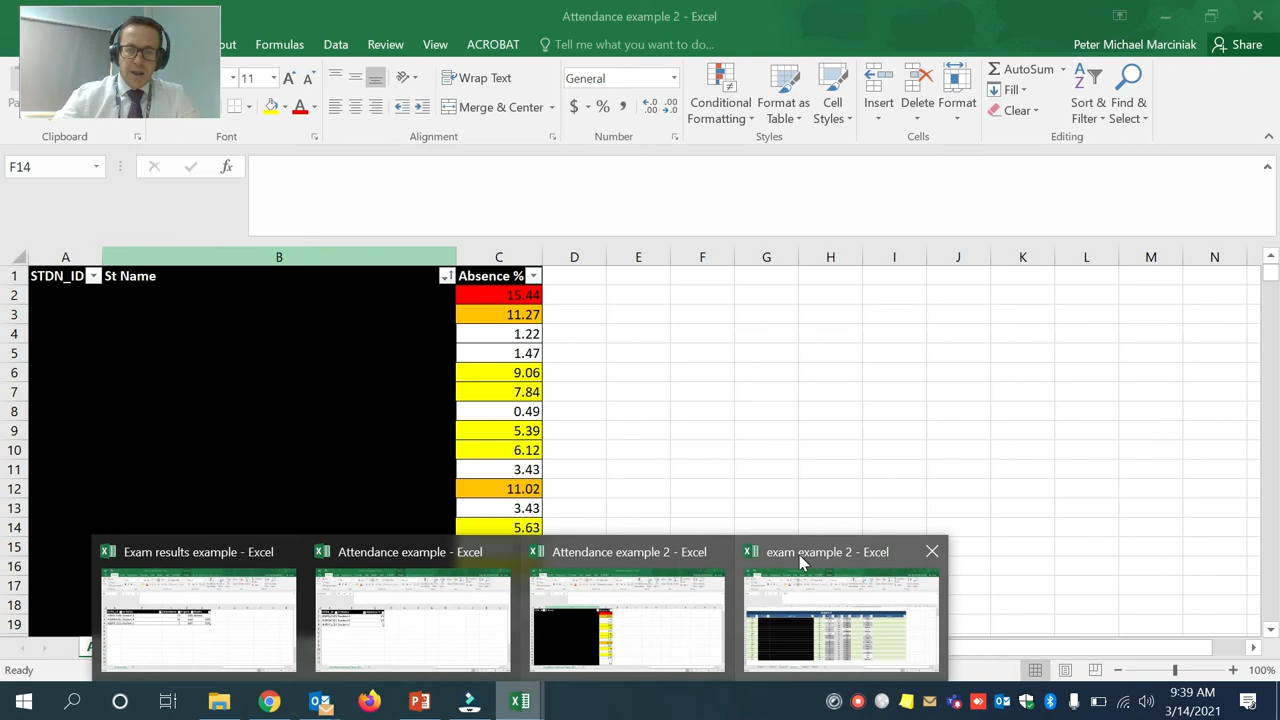 Attendance example 2 - Excel
out Formulas Data Review View ACROBAT Tell me what you want to do... Peter Michael Marciniak Share
11 Wrap Text General AutoSum
Merge & Center $ % Conditional Formatting Format as Table Cell Styles Insert Delete Format Fill Clear Sort & Filter Find & Select
Clipboard Font Alignment Number Styles Cells Editing
F14 fx
A B C D E F G H I J K L M N
1 STDN_ID St Name Absence %
2 15.44
3 11.27
4 1.22
5 1.47
6 9.06
7 7.84
8 0.49
9 5.39
10 6.12
11 3.43
12 11.02
13 3.43
14 5.63
15
16
17
18
19
Exam results example - Excel Attendance example - Excel Attendance example 2 - Excel exam example 2 - Excel
Ready 100%
9:39 AM
3/14/2021